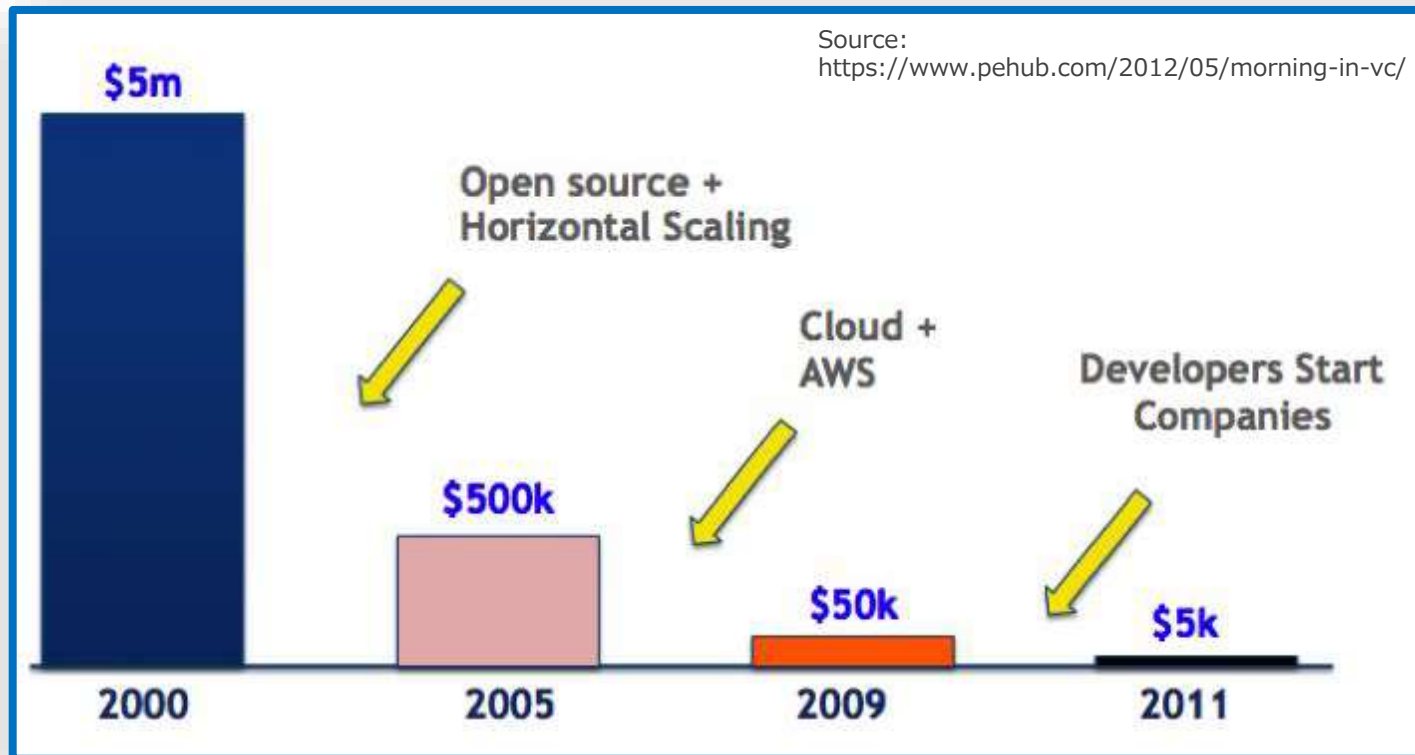 Source:
https://www.pehub.com/2012/05/morning-in-vc/
$5m
Open source +
Horizontal Scaling
Cloud +
AWS
Developers Start
Companies
$500k
$50k
$5k
2000
2005
2009
2011